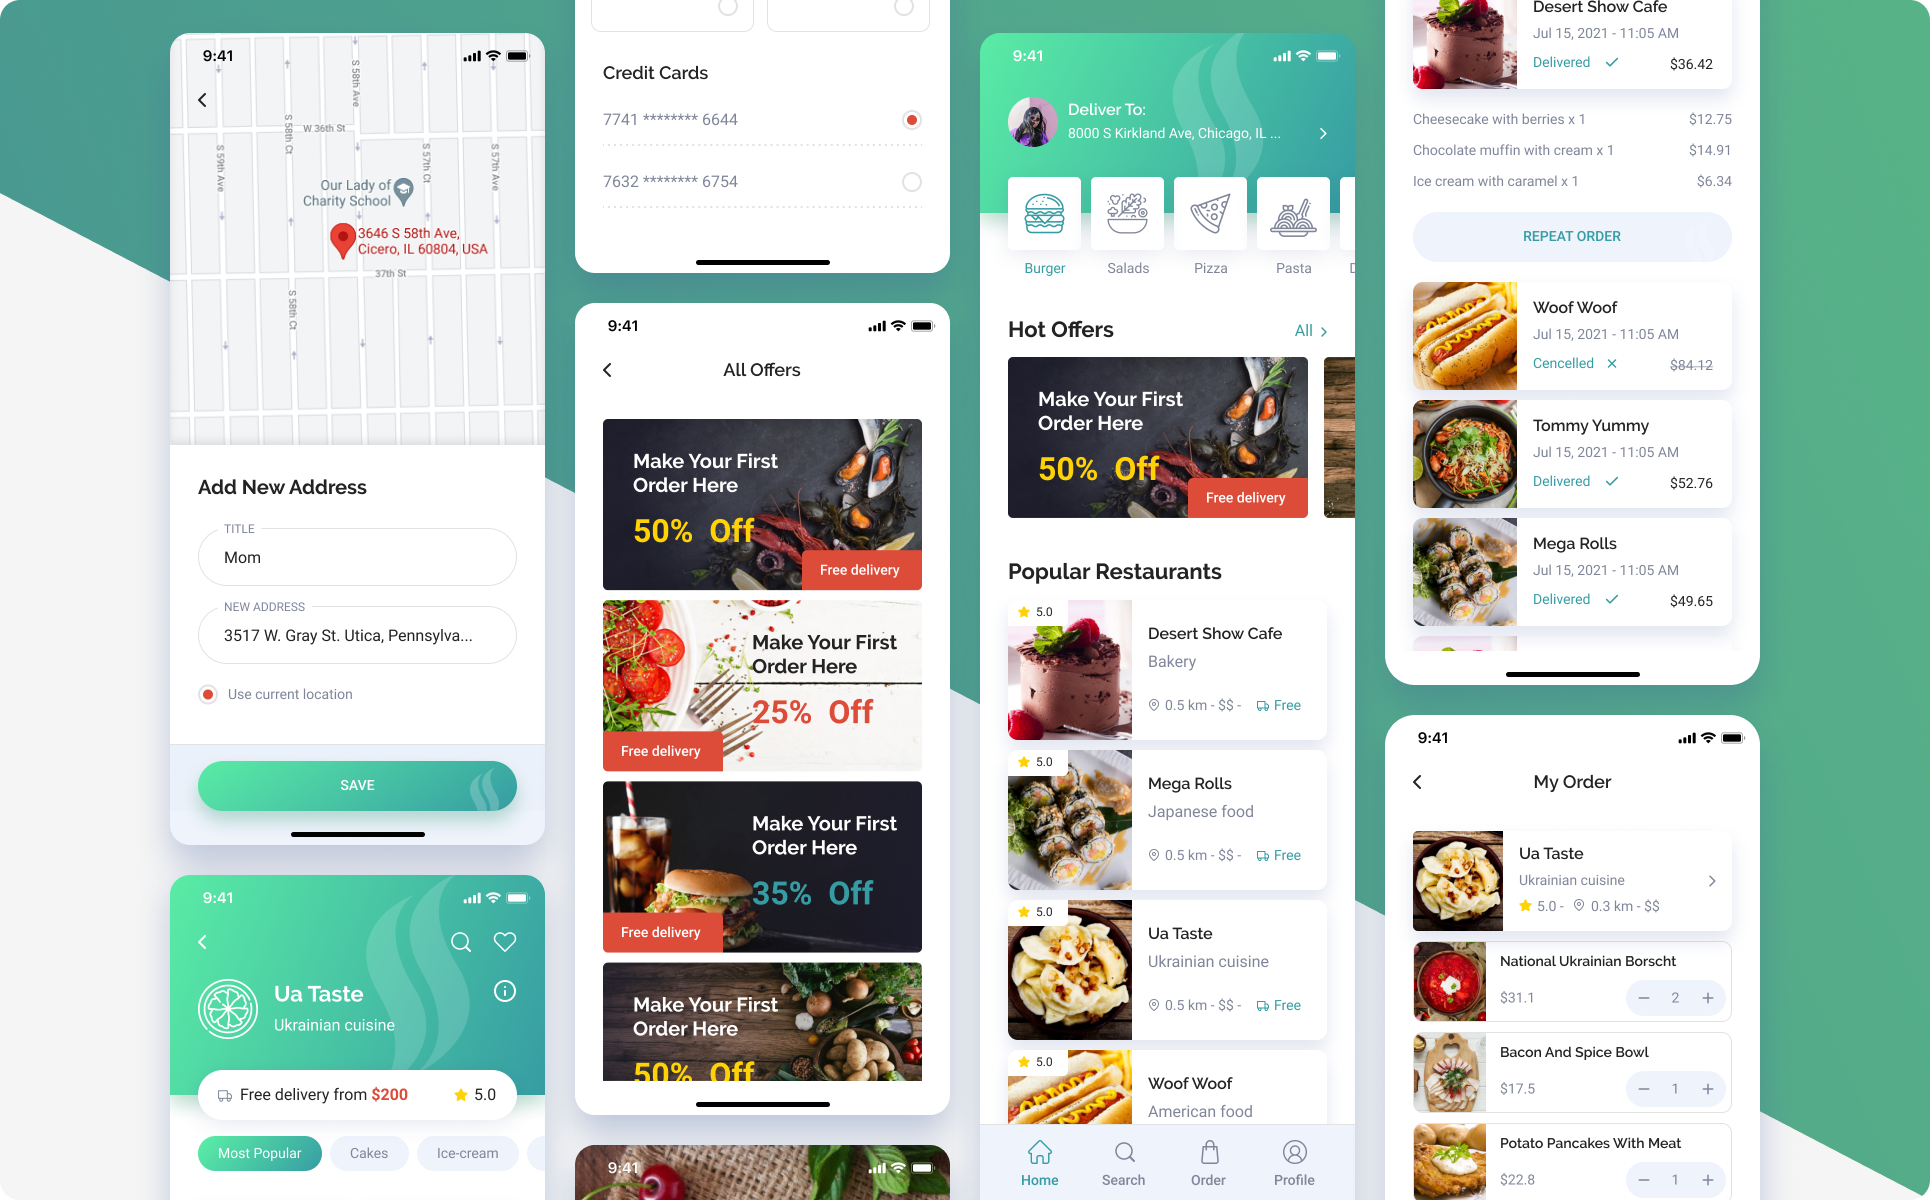 9:41
S 58th Ave
S 58th Ct
W 36th St
S 59th Ave
S 57th Ct
S 57th Ave
Our Lady of
Charity School
3646 S 58th Ave,
Cicero, IL 60804, USA
37th St
S 58th Ct
Add New Address
TITLE
Mom
NEW ADDRESS
3517 W. Gray St. Utica, Pennsylva...
Use current location
SAVE
9:41
Ua Taste
Ukrainian cuisine
Free delivery from $200
5.0
Most Popular
Cakes
Ice-cream
Credit Cards
7741 ******** 6644
7632 ******** 6754
9:41
All Offers
Make Your First
Order Here
50% Off
Free delivery
Make Your First
Order Here
25% Off
Free delivery
Make Your First
Order Here
35% Off
Free delivery
Make Your First
Order Here
50% Off
9:41
9:41
Deliver To:
8000 S Kirkland Ave, Chicago, IL ...
Burger
Salads
Pizza
Pasta
Hot Offers
All
Make Your First
Order Here
50% Off
Free delivery
Popular Restaurants
5.0
Desert Show Cafe
Bakery
0.5 km - $$ - Free
5.0
Mega Rolls
Japanese food
0.5 km - $$ - Free
5.0
Ua Taste
Ukrainian cuisine
0.5 km - $$ - Free
5.0
Woof Woof
American food
Home
Search
Order
Profile
Desert Show Cafe
Jul 15, 2021 - 11:05 AM
Delivered
$36.42
Cheesecake with berries x 1
$12.75
Chocolate muffin with cream x 1
$14.91
Ice cream with caramel x 1
$6.34
REPEAT ORDER
Woof Woof
Jul 15, 2021 - 11:05 AM
Cencelled
$84.12
Tommy Yummy
Jul 15, 2021 - 11:05 AM
Delivered
$52.76
Mega Rolls
Jul 15, 2021 - 11:05 AM
Delivered
$49.65
9:41
My Order
Ua Taste
Ukrainian cuisine
5.0 - 0.3 km - $$
National Ukrainian Borscht
$31.1
2
Bacon And Spice Bowl
$17.5
1
Potato Pancakes With Meat
$22.8
1